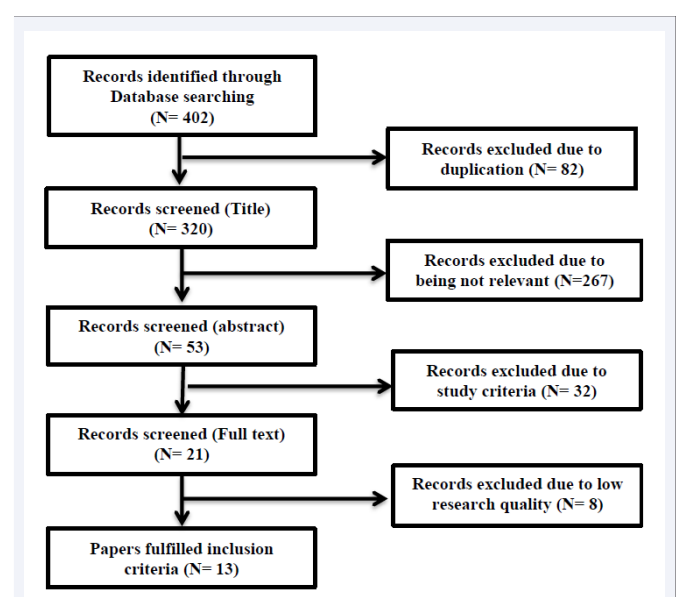 Records identified through
Database searching
(N= 402)
Records excluded due to
duplication (N= 82)
Records screened (Title)
(N= 320)
Records excluded due to
being not relevant (N=267)
Records screened (abstract)
(N= 53)
Records excluded due to
study criteria (N= 32)
Records screened (Full text)
(N= 21)
Records excluded due to low
research quality (N= 8)
Papers fulfilled inclusion
criteria (N= 13)